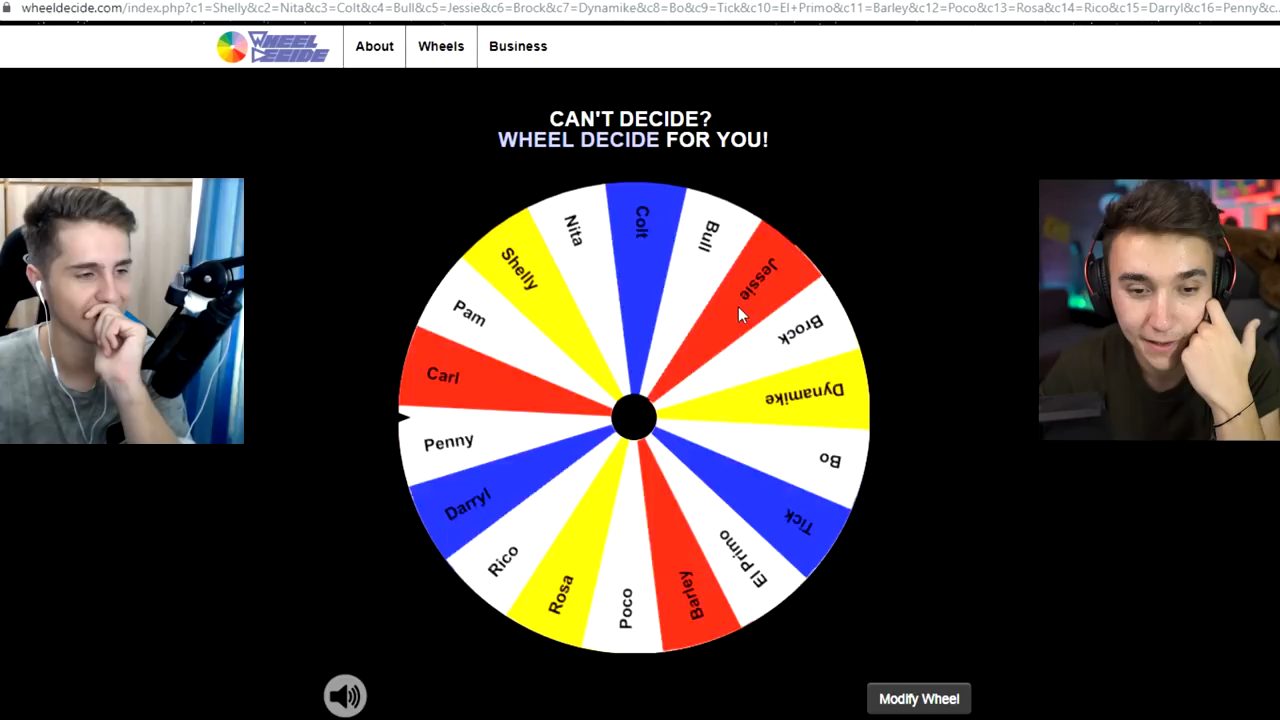 wheeldecide.com/index.php?c1=Shelly&c2=Nita&c3=Colt&c4=Bull&c5=Jessie&c6=Brock&c7=Dynamike&c8=Bo&c9=Tick&c10=El+Primo&c11=Barley&c12=Poco&c13=Rosa&c14=Rico&c15=Darryl&c16=Penny&c...
WHEEL DECIDE
About
Wheels
Business
CAN'T DECIDE?
WHEEL DECIDE FOR YOU!
Colt
Bull
Jessie
Brock
Dynamike
Bo
Tick
El Primo
Barley
Poco
Rosa
Rico
Darryl
Penny
Carl
Pam
Shelly
Nita
Modify Wheel